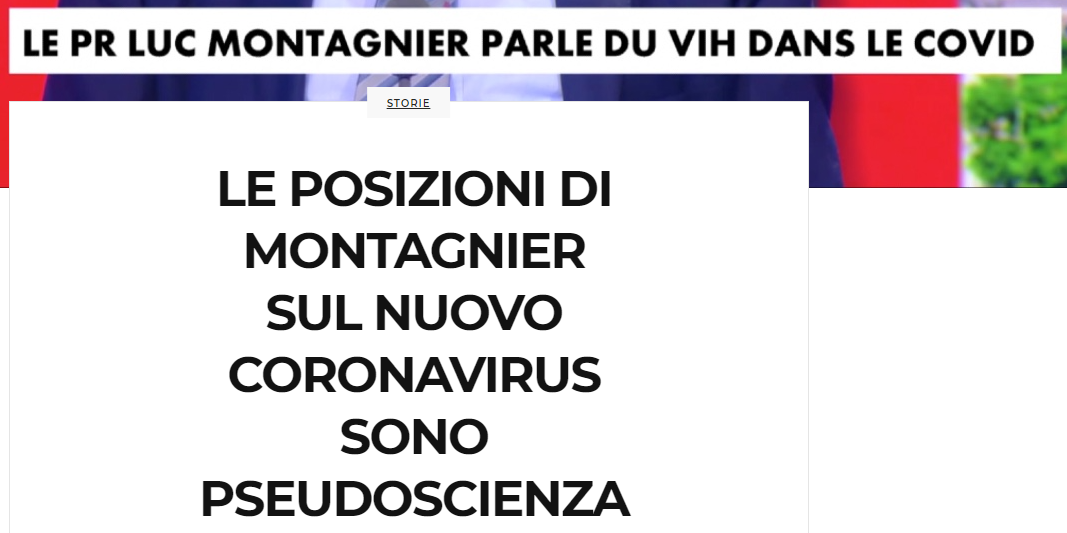 LE PR LUC MONTAGNIER PARLE DU VIH DANS LE COVID
STORIE
LE POSIZIONI DI
MONTAGNIER
SUL NUOVO
CORONAVIRUS
SONO
PSEUDOSCIENZA